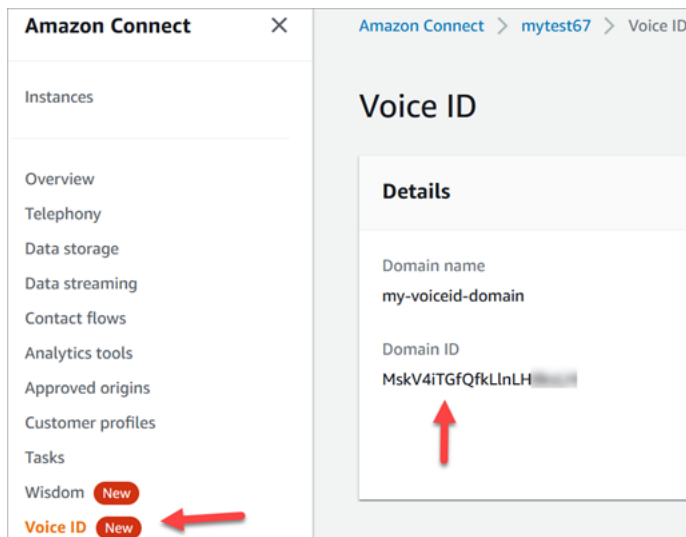 Amazon Connect
Instances
Overview
Telephony
Data storage
Data streaming
Contact flows
Analytics tools
Approved origins
Customer profiles
Tasks
Wisdom New
Voice ID New
Amazon Connect > mytest67 > Voice ID
Voice ID
Details
Domain name
my-voiceid-domain
Domain ID
MskV4iTGfQfkLlnLH